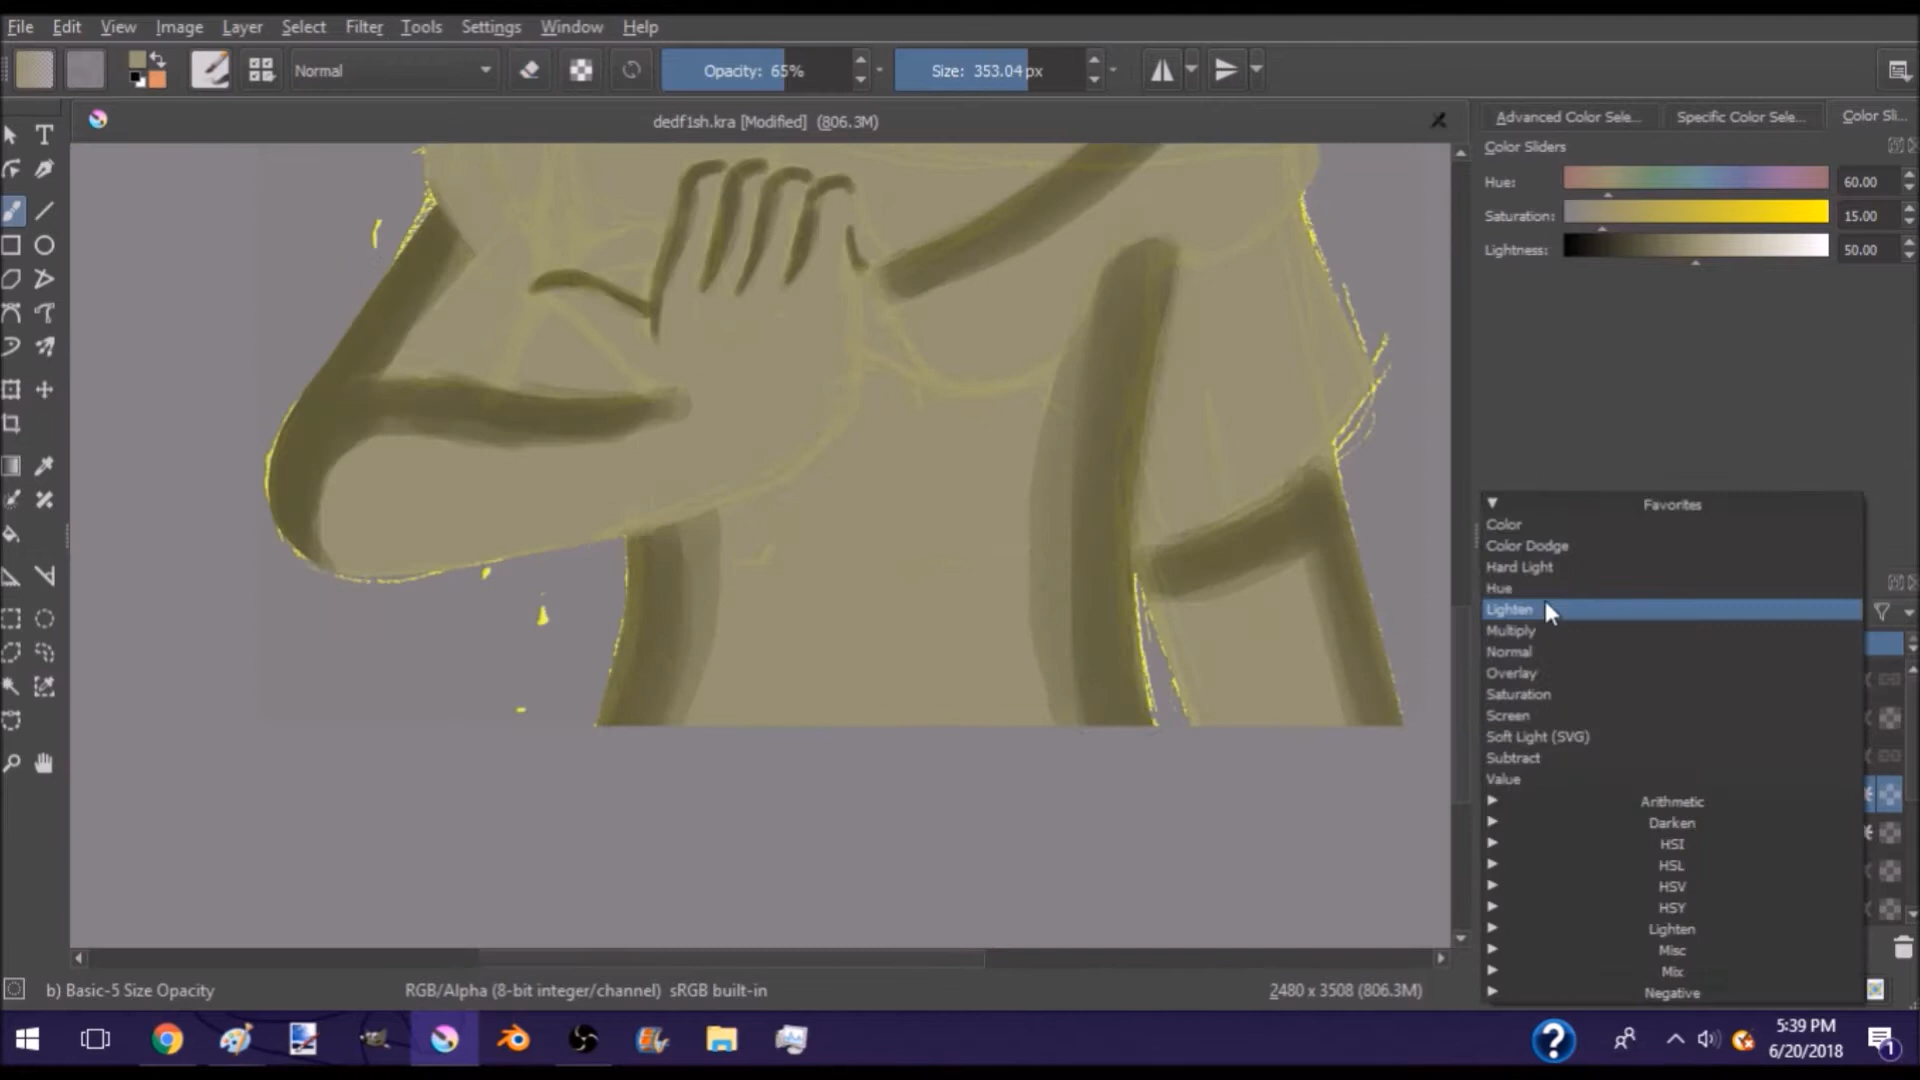 File Edit View Image Layer Select Filter Tools Settings Window Help
Normal Opacity: 65% Size: 353.04 px
dedf1sh.kra [Modified] (806.3M)
Advanced Color Sele... Specific Color Sele... Color Sli...
Color Sliders
Hue: 60.00
Saturation: 15.00
Lightness: 50.00
Favorites
Color
Color Dodge
Hard Light
Hue
Lighten
Multiply
Normal
Overlay
Saturation
Screen
Soft Light (SVG)
Subtract
Value
Arithmetic
Darken
HSI
HSL
HSV
HSY
Lighten
Misc
Mix
Negative
b) Basic-5 Size Opacity RGB/Alpha (8-bit integer/channel) sRGB built-in 2480 x 3508 (806.3M)
5:39 PM
6/20/2018
1